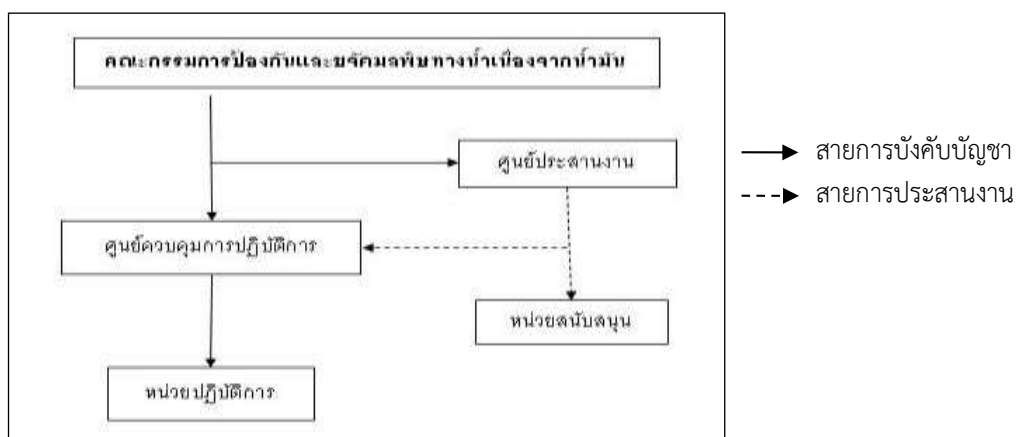 คณะกรรมการป้องกันและขจัดมลพิษทางน้ำเนื่องจากน้ำมัน
ศูนย์ประสานงาน
สายการบังคับบัญชา
สายการประสานงาน
ศูนย์ควบคุมการปฏิบัติการ
หน่วยสนับสนุน
หน่วยปฏิบัติการ